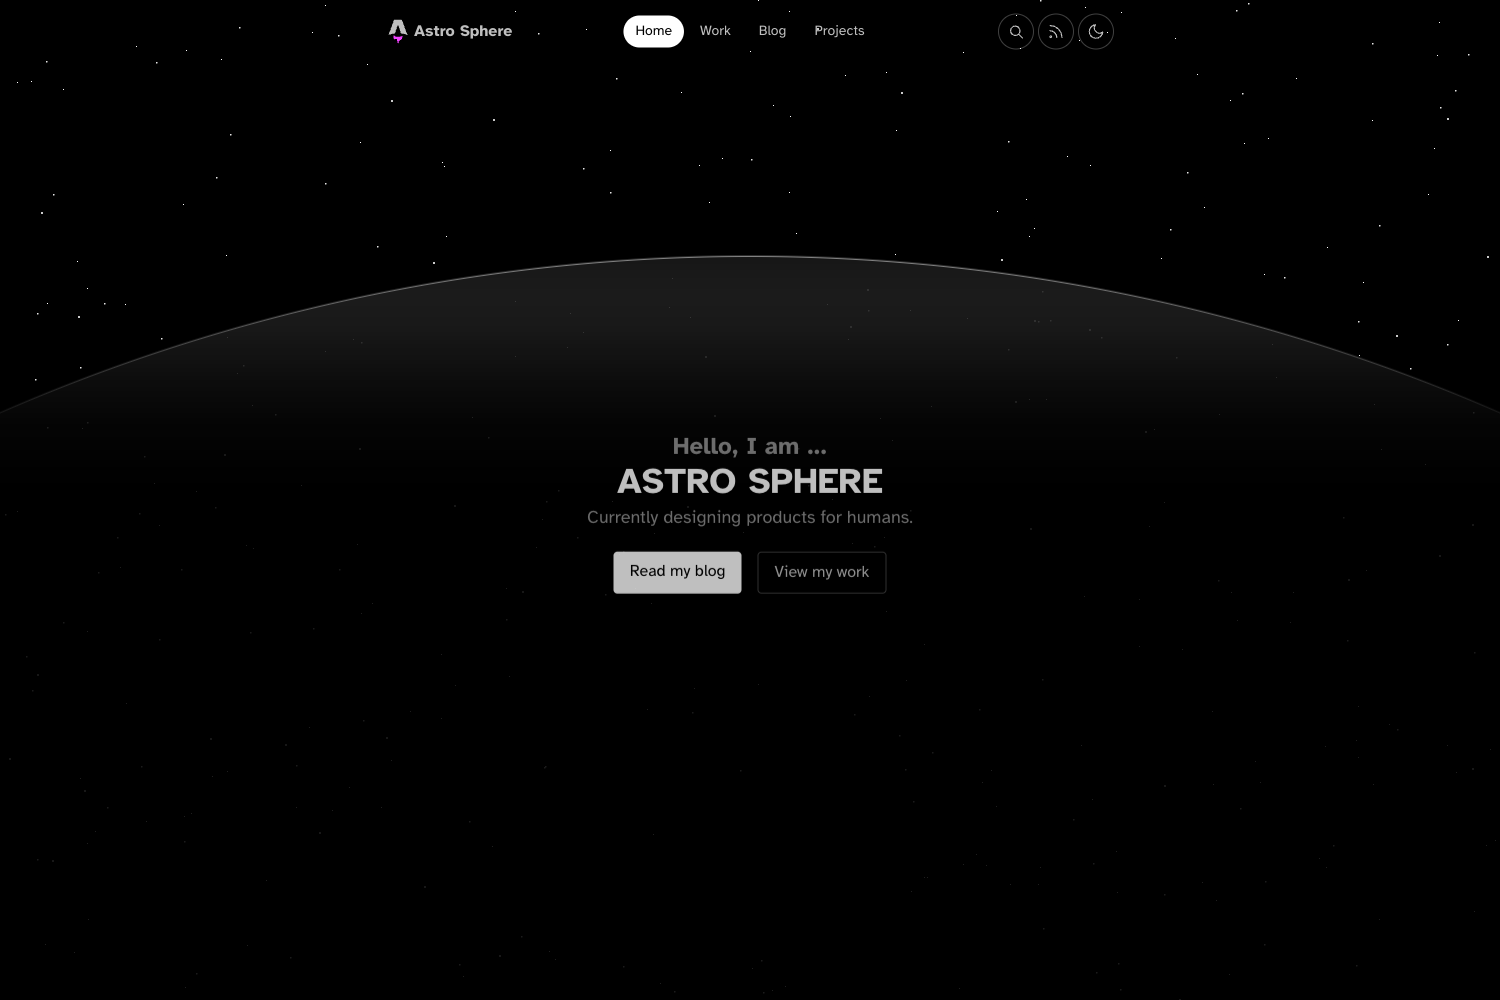 Astro Sphere
Home Work Blog Projects
Hello, I am ...
ASTRO SPHERE
Currently designing products for humans.
Read my blog View my work